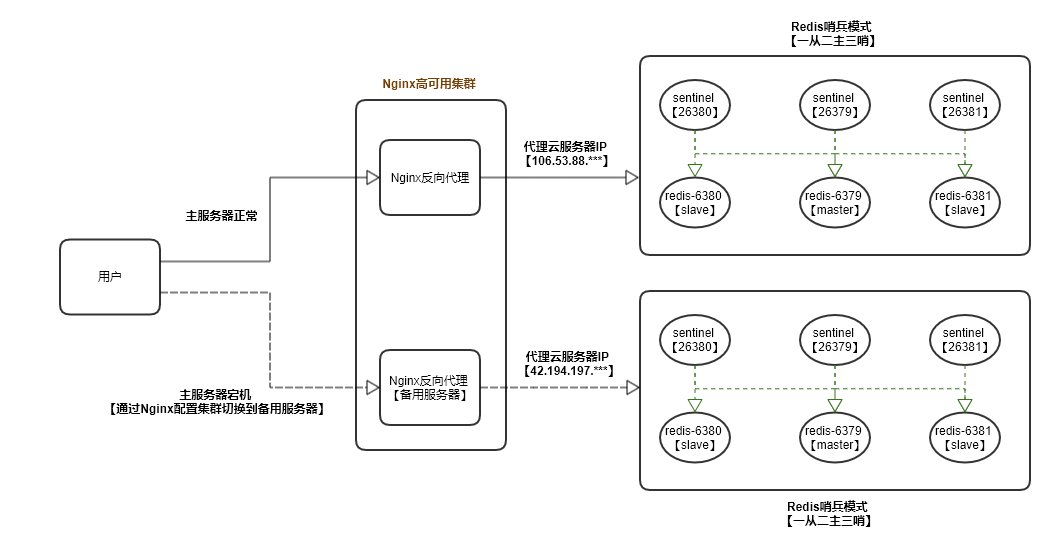 Redis哨兵模式
【一从二主三哨】
Nginx高可用集群
sentinel
【26380】
sentinel
【26379】
sentinel
【26381】
代理云服务器IP
【106.53.88.***】
Nginx反向代理
redis-6380
【slave】
redis-6379
【master】
redis-6381
【slave】
主服务器正常
用户
sentinel
【26380】
sentinel
【26379】
sentinel
【26381】
代理云服务器IP
【42.194.197.***】
Nginx反向代理
【备用服务器】
主服务器宕机
【通过Nginx配置集群切换到备用服务器】
redis-6380
【slave】
redis-6379
【master】
redis-6381
【slave】
Redis哨兵模式
【一从二主三哨】